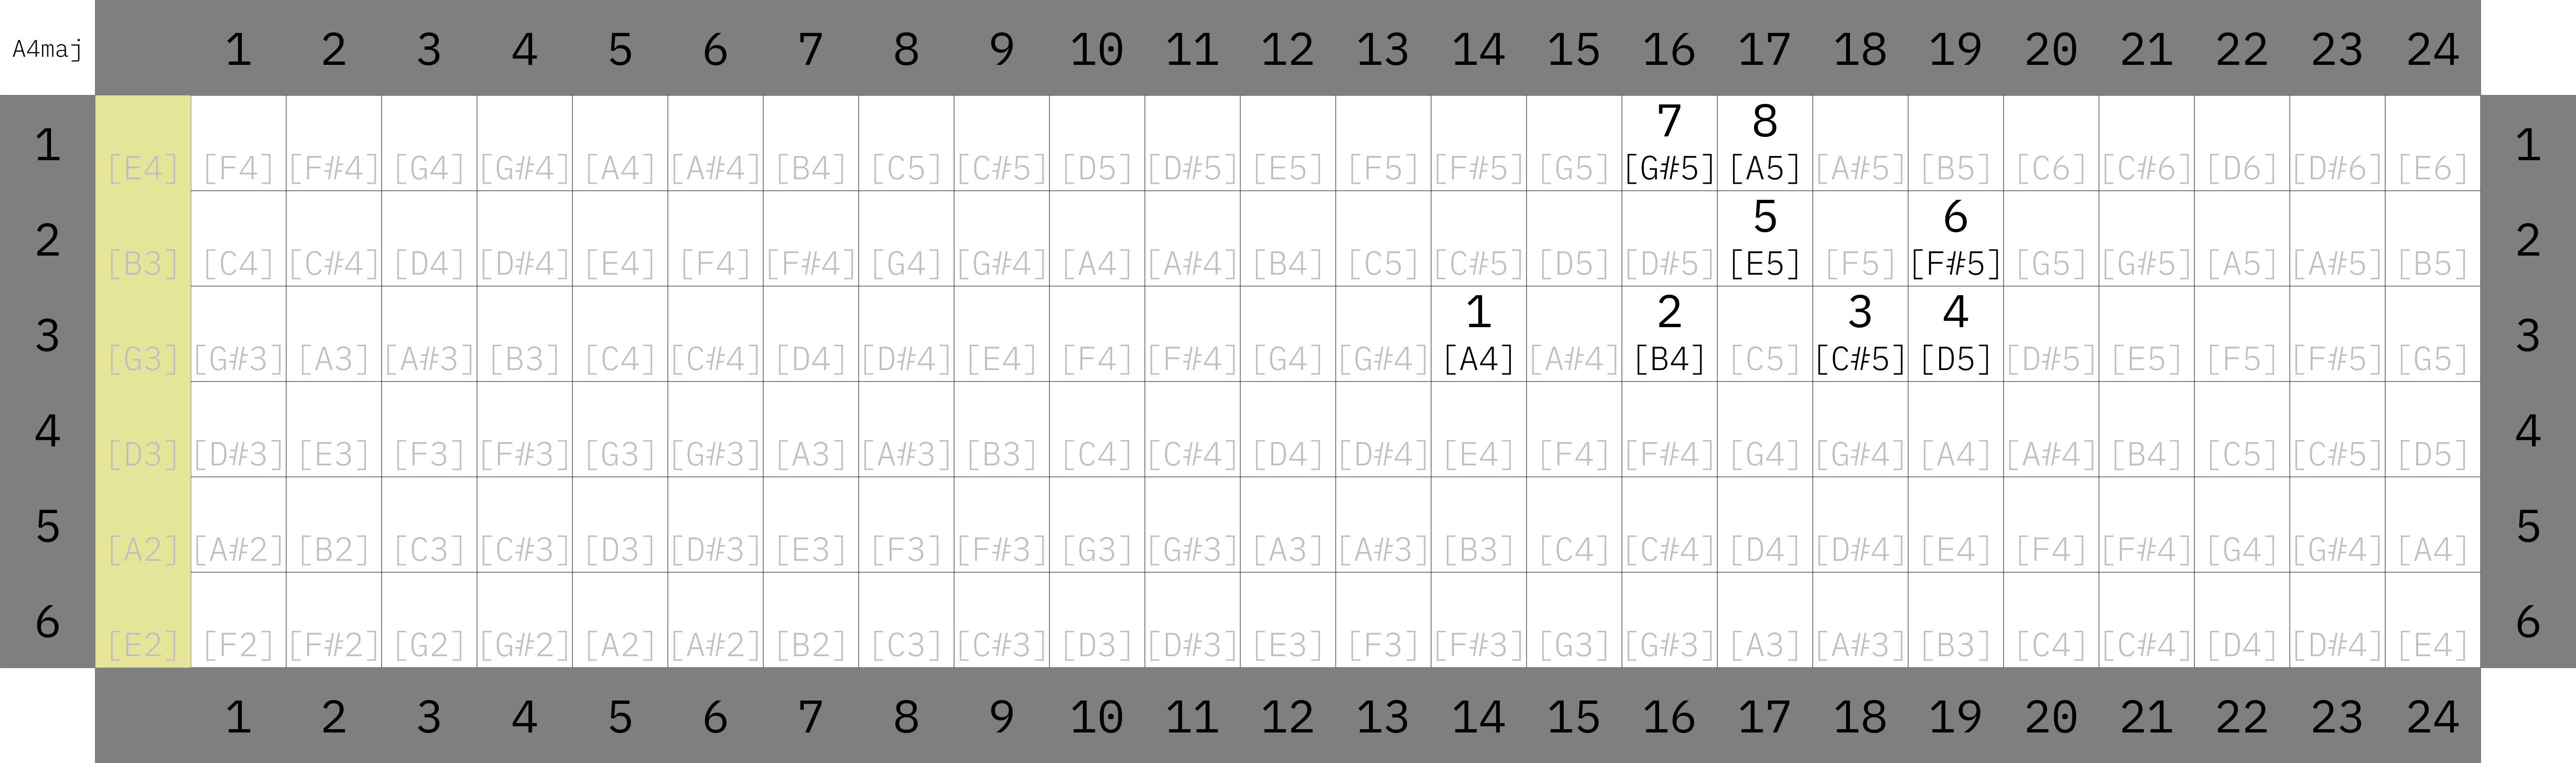 A4maj 1 2 3 4 5 6 7 8 9 10 11 12 13 14 15 16 17 18 19 20 21 22 23 24
7 8
1 [E4] [F4] [F#4] [G4] [G#4] [A4] [A#4] [B4] [C5] [C#5] [D5] [D#5] [E5] [F5] [F#5] [G5] [G#5] [A5] [A#5] [B5] [C6] [C#6] [D6] [D#6] [E6] 1
5 6
2 [B3] [C4] [C#4] [D4] [D#4] [E4] [F4] [F#4] [G4] [G#4] [A4] [A#4] [B4] [C5] [C#5] [D5] [D#5] [E5] [F5] [F#5] [G5] [G#5] [A5] [A#5] [B5] 2
1 2 3 4
3 [G3] [G#3] [A3] [A#3] [B3] [C4] [C#4] [D4] [D#4] [E4] [F4] [F#4] [G4] [G#4] [A4] [A#4] [B4] [C5] [C#5] [D5] [D#5] [E5] [F5] [F#5] [G5] 3
4 [D3] [D#3] [E3] [F3] [F#3] [G3] [G#3] [A3] [A#3] [B3] [C4] [C#4] [D4] [D#4] [E4] [F4] [F#4] [G4] [G#4] [A4] [A#4] [B4] [C5] [C#5] [D5] 4
5 [A2] [A#2] [B2] [C3] [C#3] [D3] [D#3] [E3] [F3] [F#3] [G3] [G#3] [A3] [A#3] [B3] [C4] [C#4] [D4] [D#4] [E4] [F4] [F#4] [G4] [G#4] [A4] 5
6 [E2] [F2] [F#2] [G2] [G#2] [A2] [A#2] [B2] [C3] [C#3] [D3] [D#3] [E3] [F3] [F#3] [G3] [G#3] [A3] [A#3] [B3] [C4] [C#4] [D4] [D#4] [E4] 6
1 2 3 4 5 6 7 8 9 10 11 12 13 14 15 16 17 18 19 20 21 22 23 24